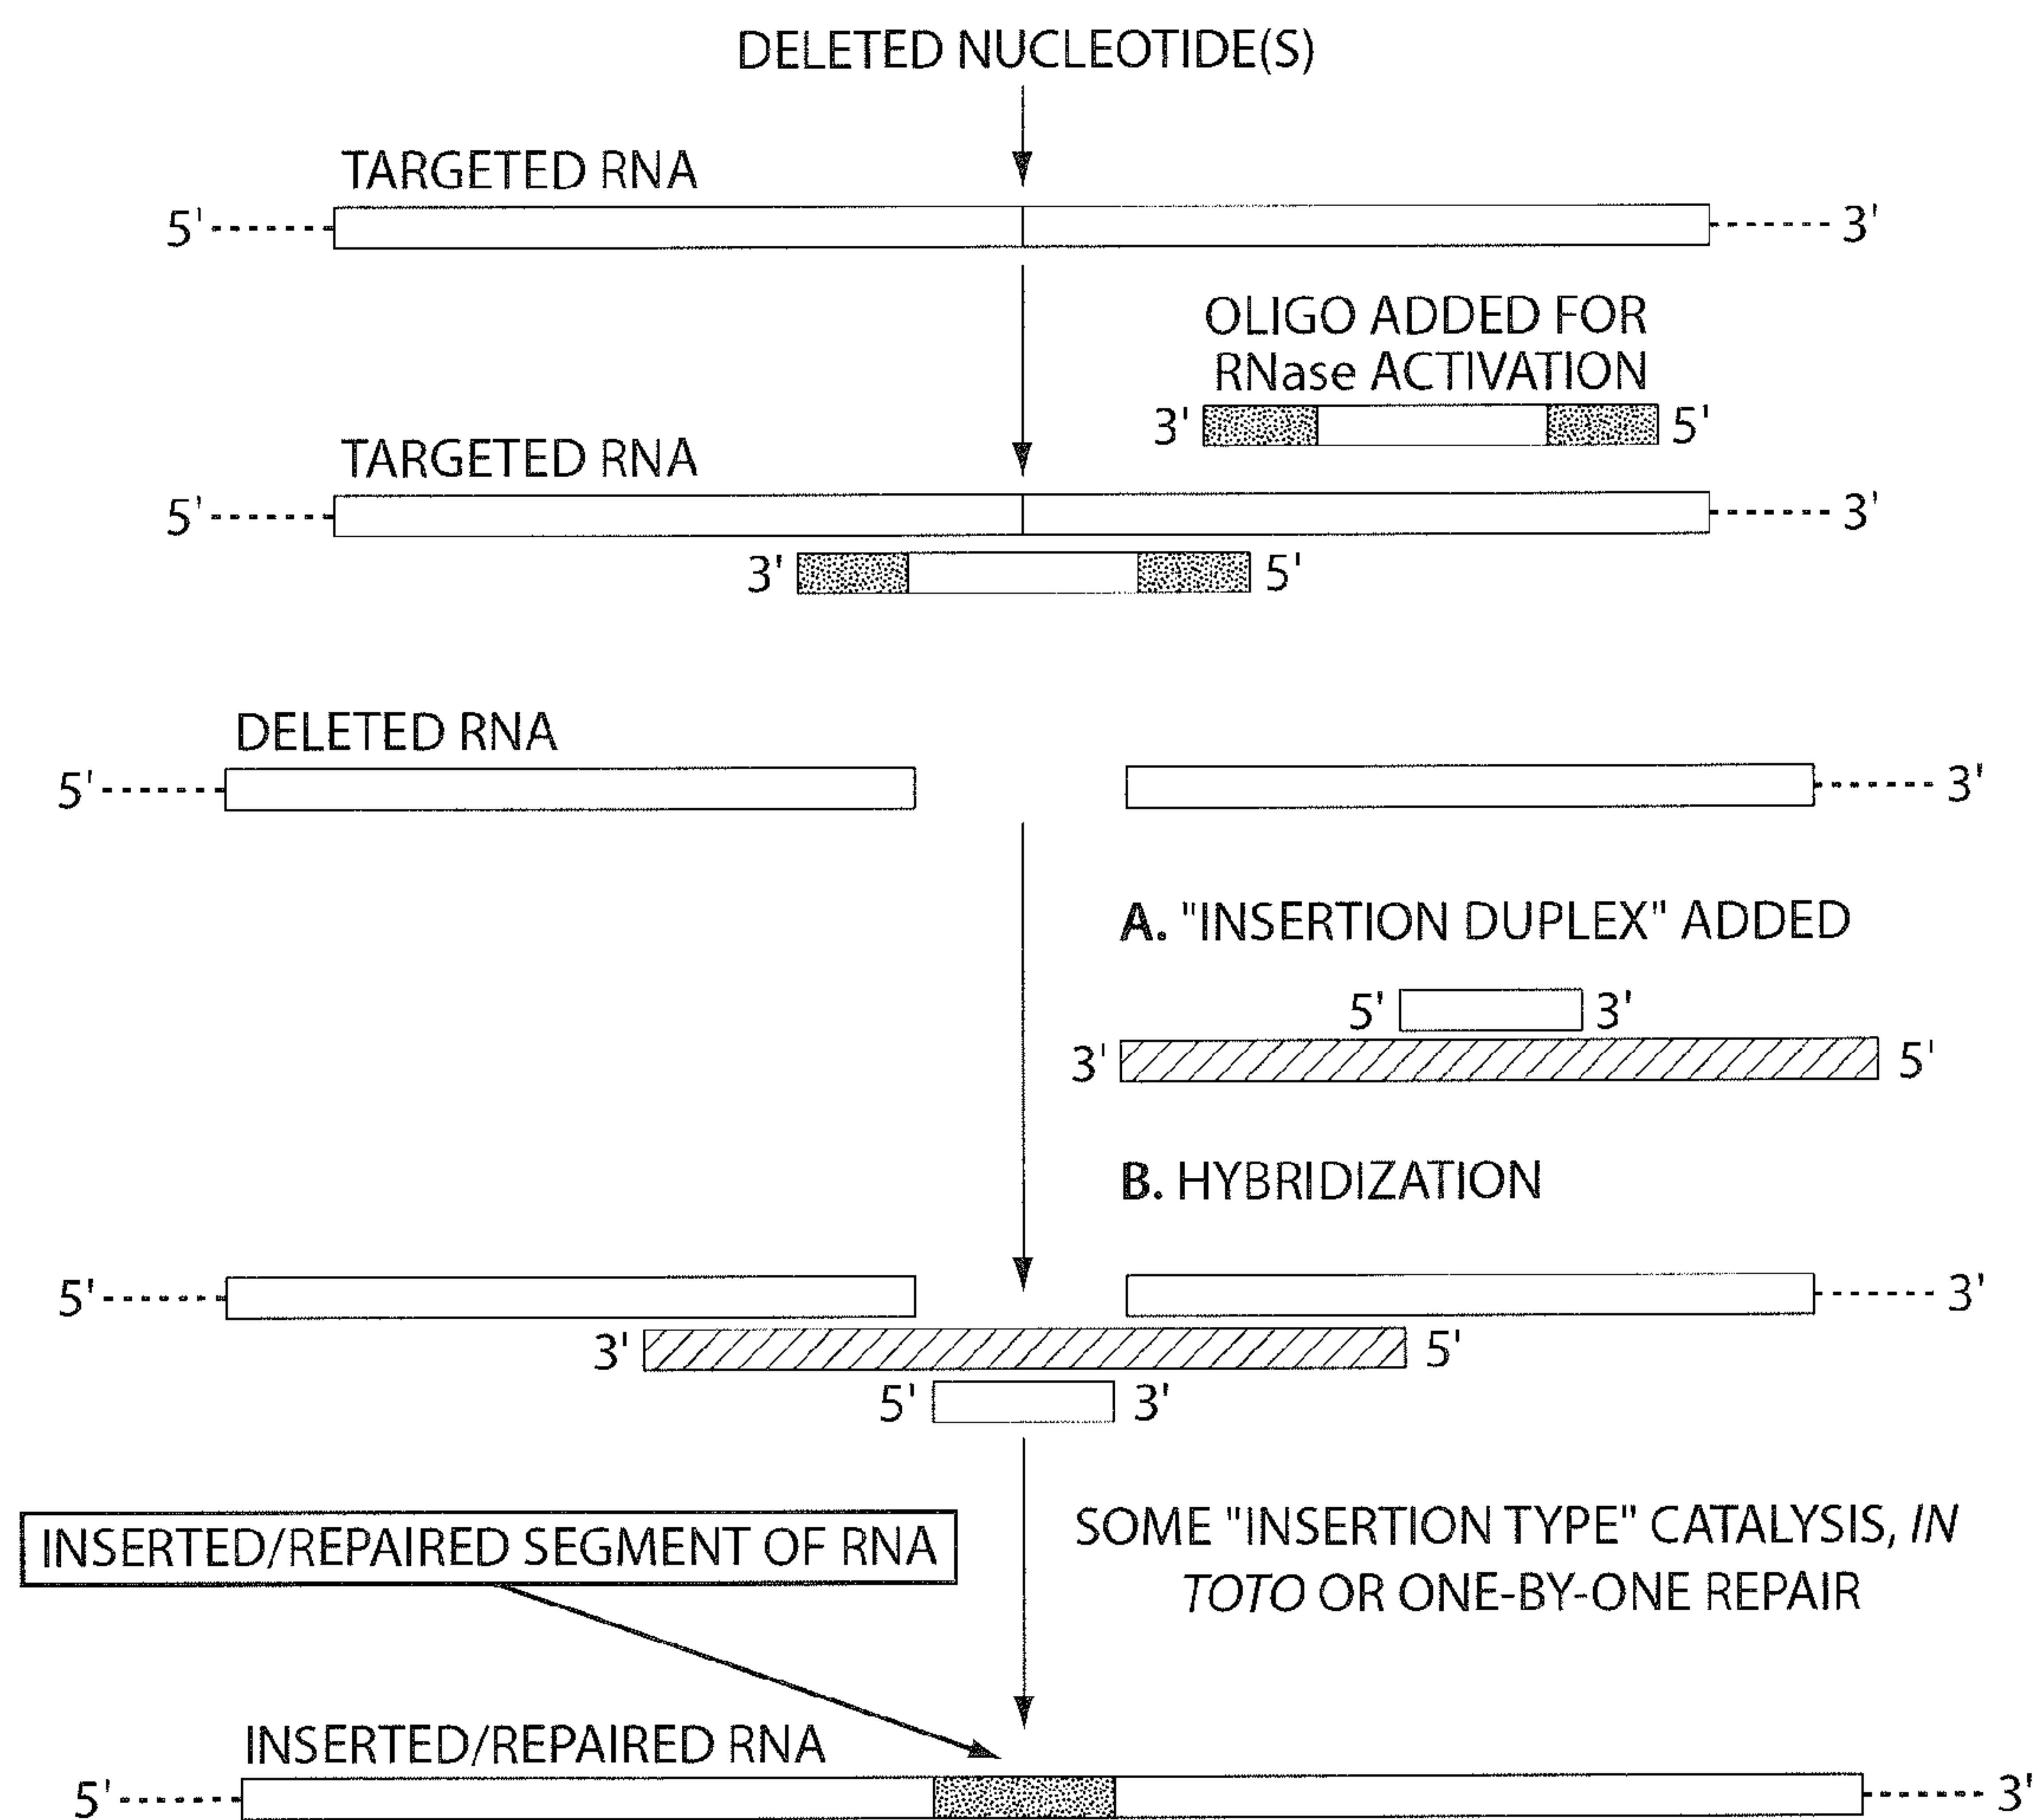 DELETED NUCLEOTIDE(S)
TARGETED RNA
5' 3'
OLIGO ADDED FOR
RNase ACTIVATION
3' 5'
TARGETED RNA
5' 3'
3' 5'
DELETED RNA
5' 3'
A. "INSERTION DUPLEX" ADDED
5' 3'
3' 5'
B. HYBRIDIZATION
5' 3'
3' 5'
5' 3'
INSERTED/REPAIRED SEGMENT OF RNA
SOME "INSERTION TYPE" CATALYSIS, IN
TOTO OR ONE-BY-ONE REPAIR
INSERTED/REPAIRED RNA
5' 3'